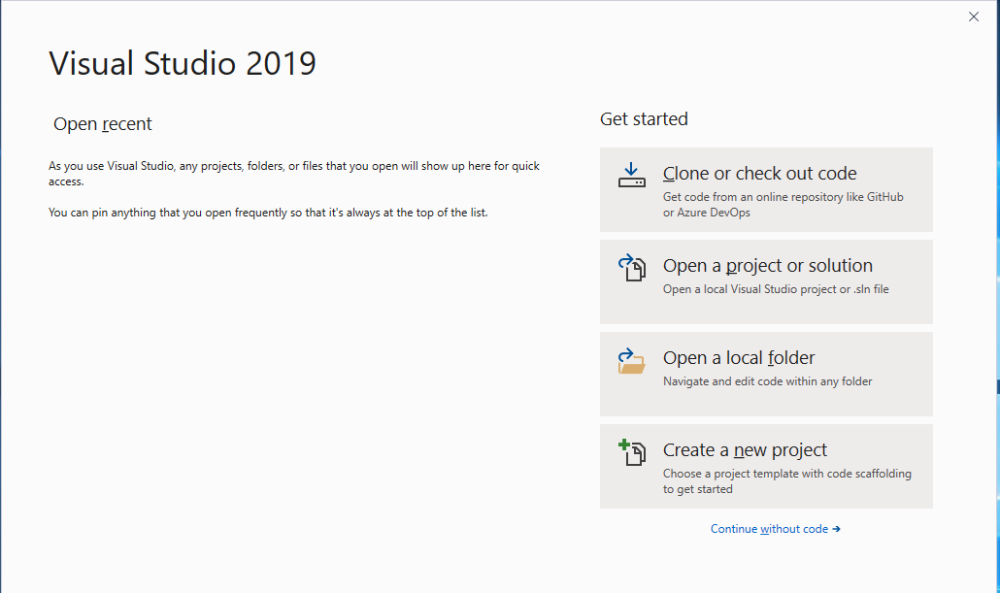 Visual Studio 2019
Open recent
As you use Visual Studio, any projects, folders, or files that you open will show up here for quick
access.
You can pin anything that you open frequently so that it's always at the top of the list.
Get started
Clone or check out code
Get code from an online repository like GitHub
or Azure DevOps
Open a project or solution
Open a local Visual Studio project or .sln file
Open a local folder
Navigate and edit code within any folder
Create a new project
Choose a project template with code scaffolding
to get started
Continue without code →